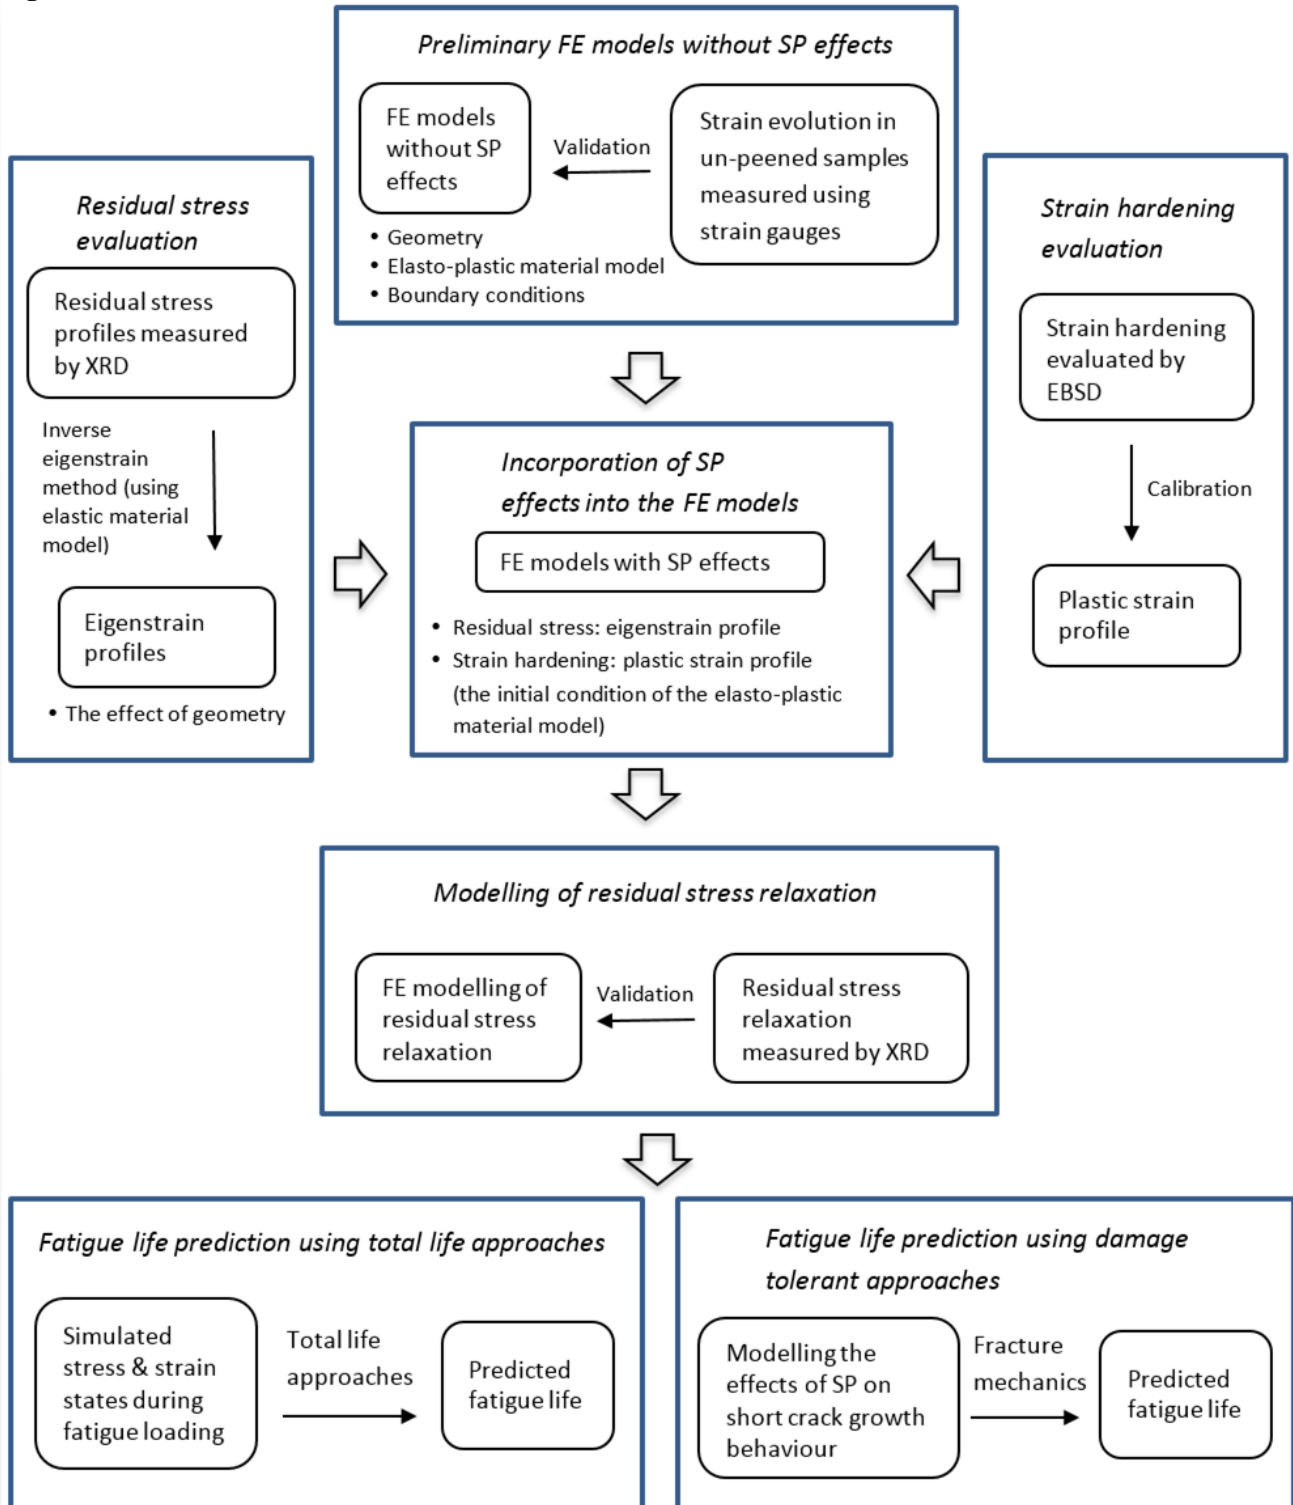 Preliminary FE models without SP effects
FE models
without SP
effects
Validation
Strain evolution in
un-peened samples
measured using
strain gauges
• Geometry
• Elasto-plastic material model
• Boundary conditions
Residual stress
evaluation
Residual stress
profiles measured
by XRD
Inverse
eigenstrain
method (using
elastic material
model)
Eigenstrain
profiles
• The effect of geometry
Strain hardening
evaluation
Strain hardening
evaluated by
EBSD
Calibration
Plastic strain
profile
Incorporation of SP
effects into the FE models
FE models with SP effects
• Residual stress: eigenstrain profile
• Strain hardening: plastic strain profile
(the initial condition of the elasto-plastic
material model)
Modelling of residual stress relaxation
FE modelling of
residual stress
relaxation
Validation
Residual stress
relaxation
measured by XRD
Fatigue life prediction using total life approaches
Simulated
stress & strain
states during
fatigue loading
Total life
approaches
Predicted
fatigue life
Fatigue life prediction using damage
tolerant approaches
Modelling the
effects of SP on
short crack growth
behaviour
Fracture
mechanics
Predicted
fatigue life